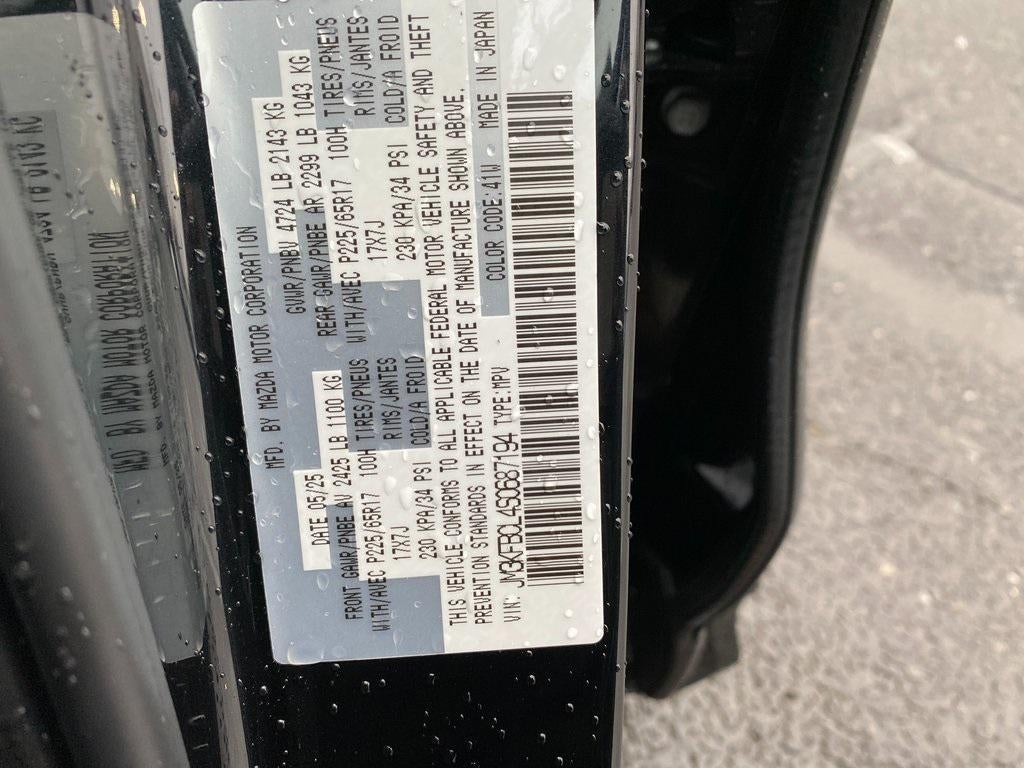 MFD. BY MAZDA MOTOR CORPORATION
DATE 05/25 GVWR/PNBV 4724 LB 2143 KG
FRONT GAWR/PNBE AV 2425 LB 1100 KG REAR GAWR/PNBE AR 2299 LB 1043 KG
WITH/AVEC P225/65R17 100H TIRES/PNEUS WITH/AVEC P225/65R17 100H TIRES/PNEUS
17X7J RIMS/JANTES 17X7J RIMS/JANTES
230 KPA/34 PSI COLD/A FROID 230 KPA/34 PSI COLD/A FROID
THIS VEHICLE CONFORMS TO ALL APPLICABLE FEDERAL MOTOR VEHICLE SAFETY AND THEFT
PREVENTION STANDARDS IN EFFECT ON THE DATE OF MANUFACTURE SHOWN ABOVE.
VIN: JM3KFBCL4S0687194 TYPE:MPV COLOR CODE:41W MADE IN JAPAN